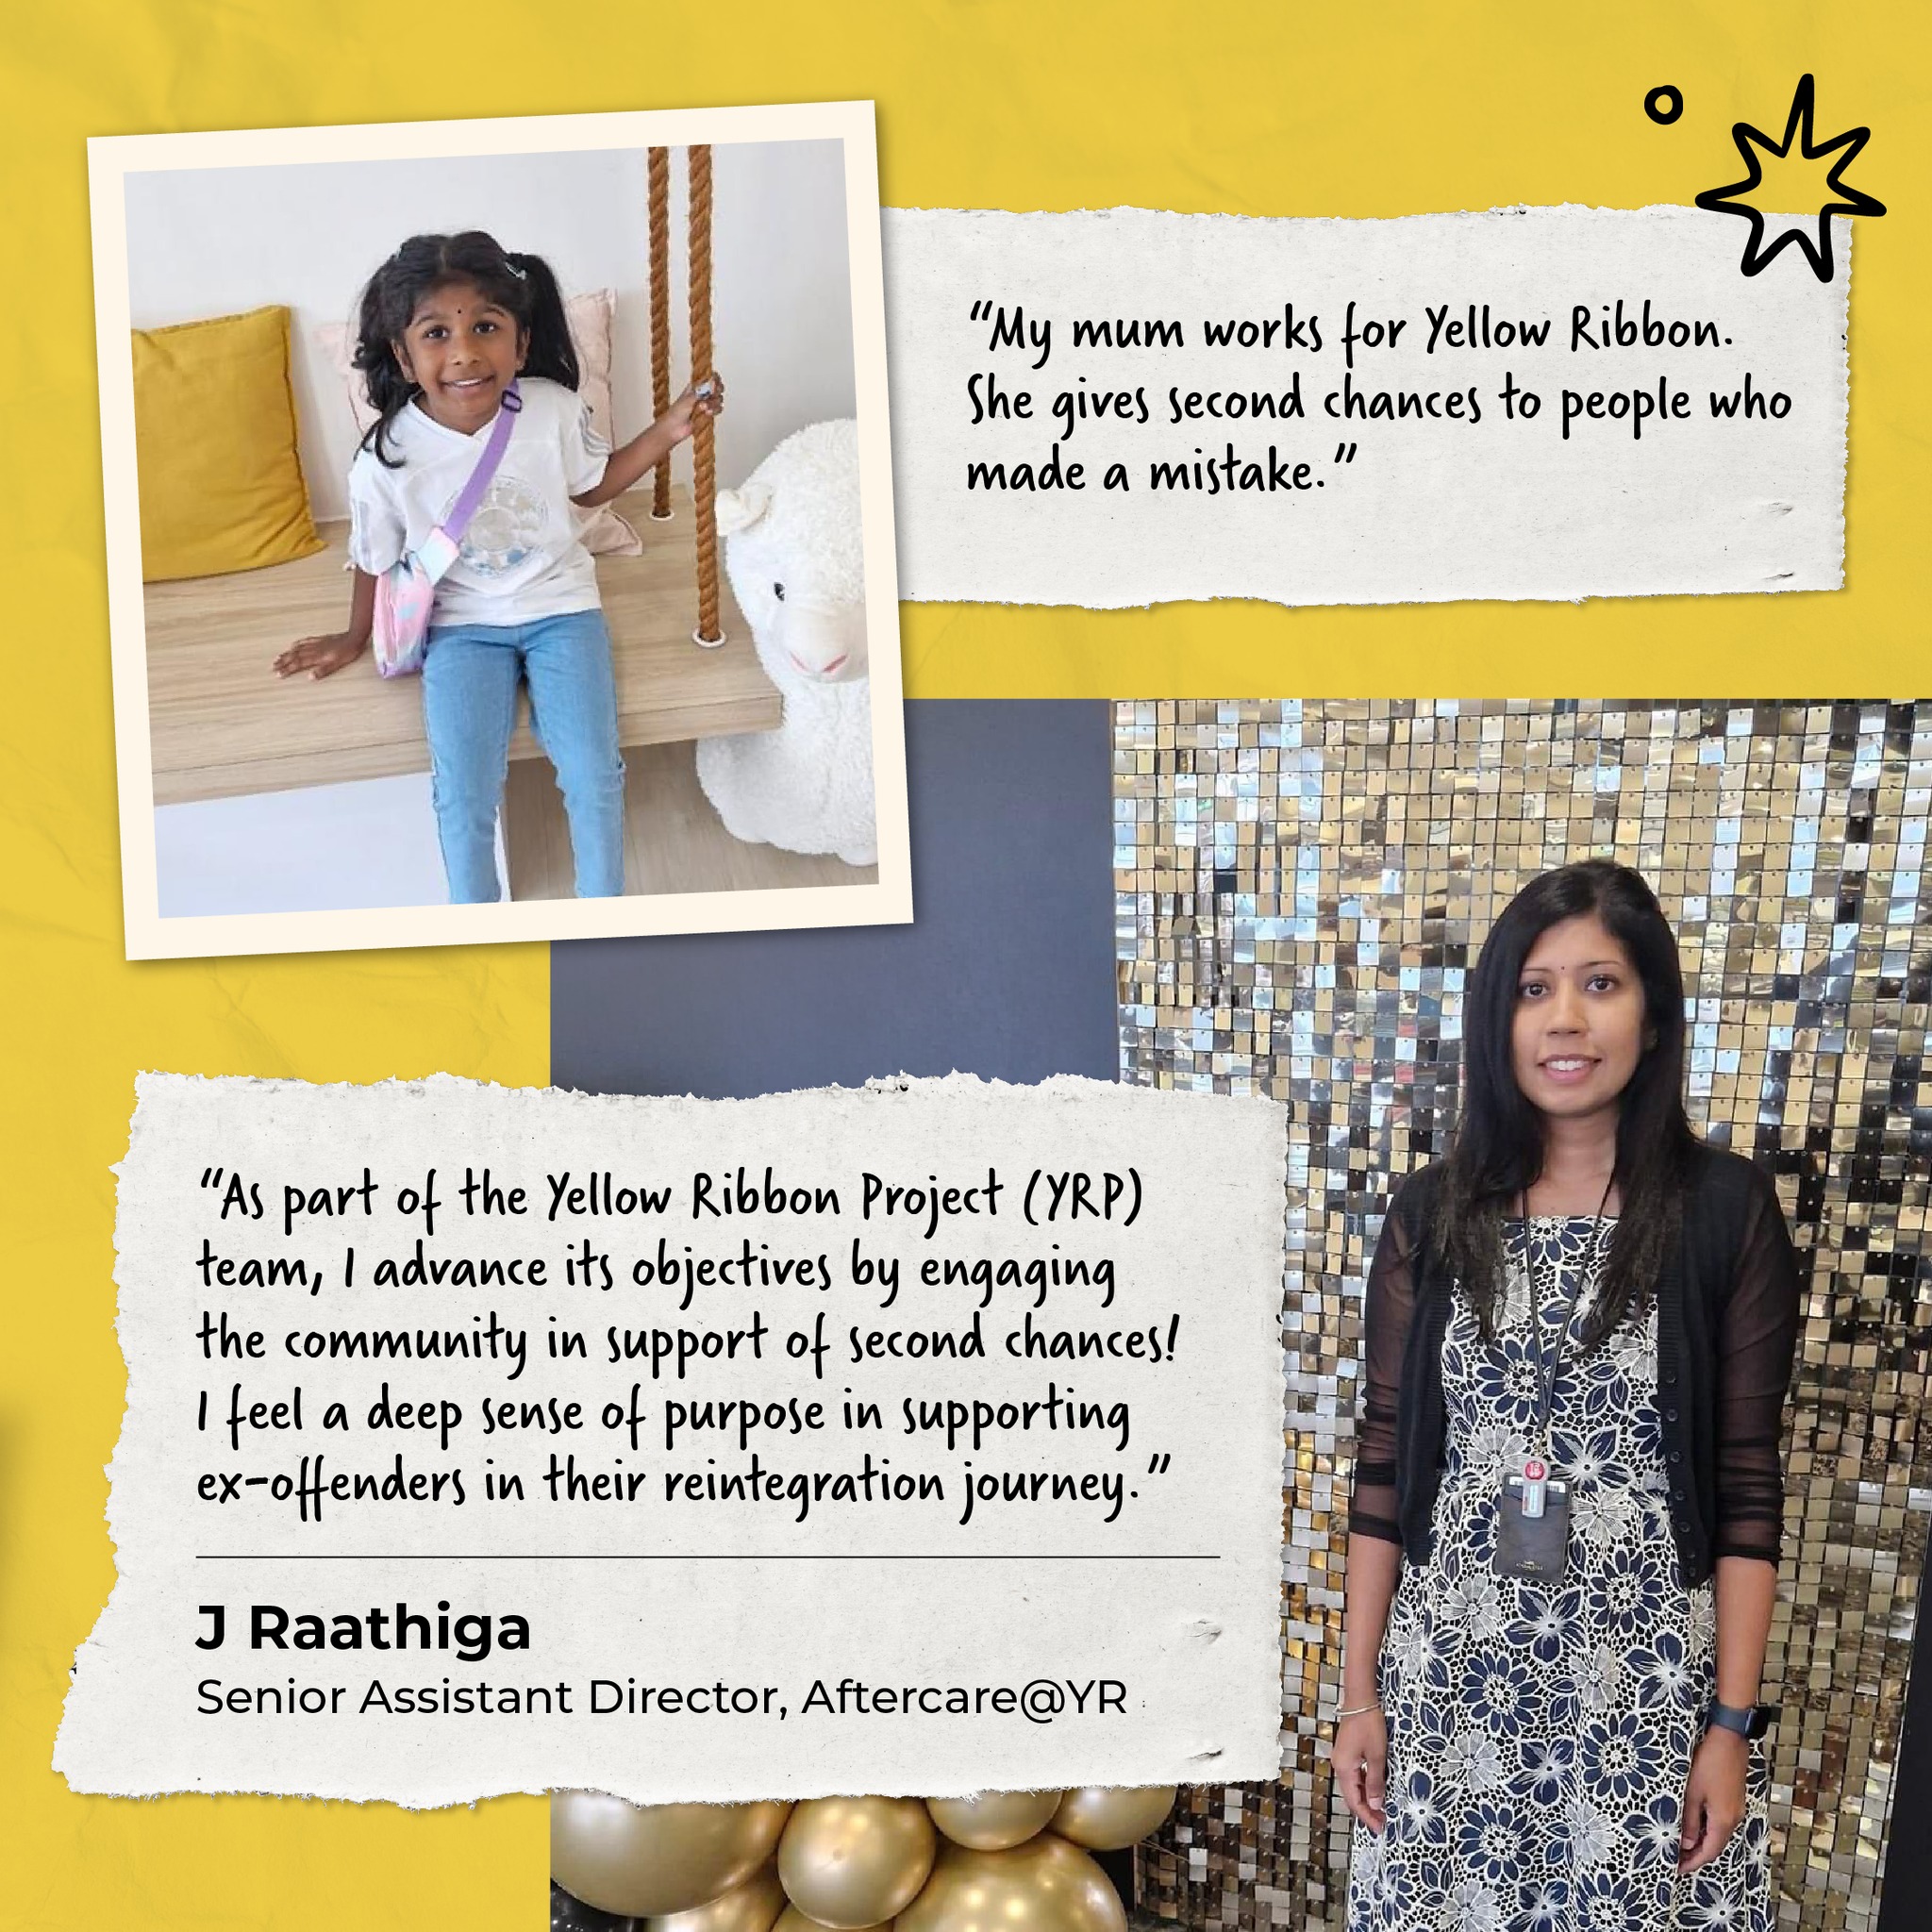 “My mum works for Yellow Ribbon.
She gives second chances to people who
made a mistake.”
“As part of the Yellow Ribbon Project (YRP)
team, I advance its objectives by engaging
the community in support of second chances!
I feel a deep sense of purpose in supporting
ex-offenders in their reintegration journey.”
J Raathiga
Senior Assistant Director, Aftercare@YR